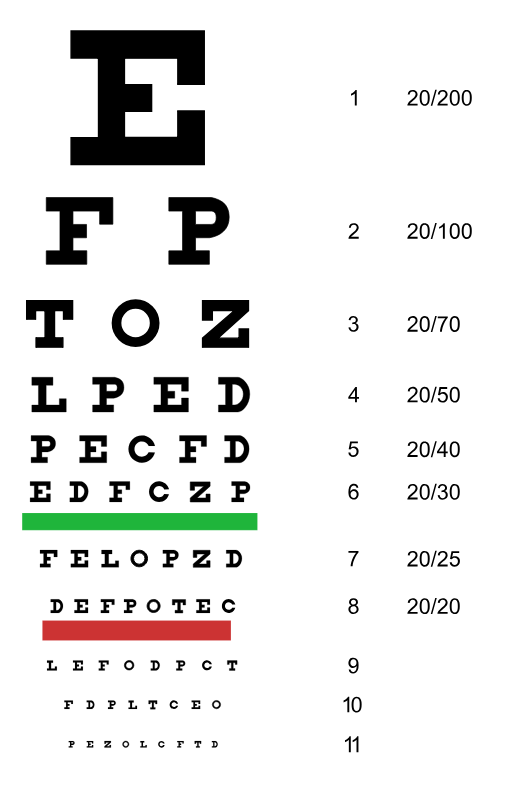 E 1 20/200
F P 2 20/100
T O Z 3 20/70
L P E D 4 20/50
P E C F D 5 20/40
E D F C Z P 6 20/30
F E L O P Z D 7 20/25
D E F P O T E C 8 20/20
L E F O D P C T 9
F D P L T C E O 10
P E Z O L C F T D 11